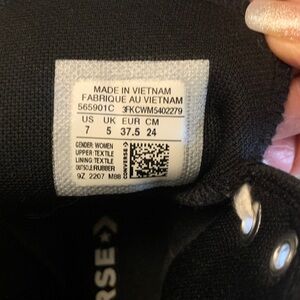 MADE IN VIETNAM
FABRIQUE AU VIETNAM
565901C 3FKCWM5402279
US UK EUR CM
7 5 37.5 24
GENDER: WOMEN
UPPER: TEXTILE
LINING: TEXTILE
OUTSOLE: RUBBER
9Z 2207 M88
CONVERSE
RSE